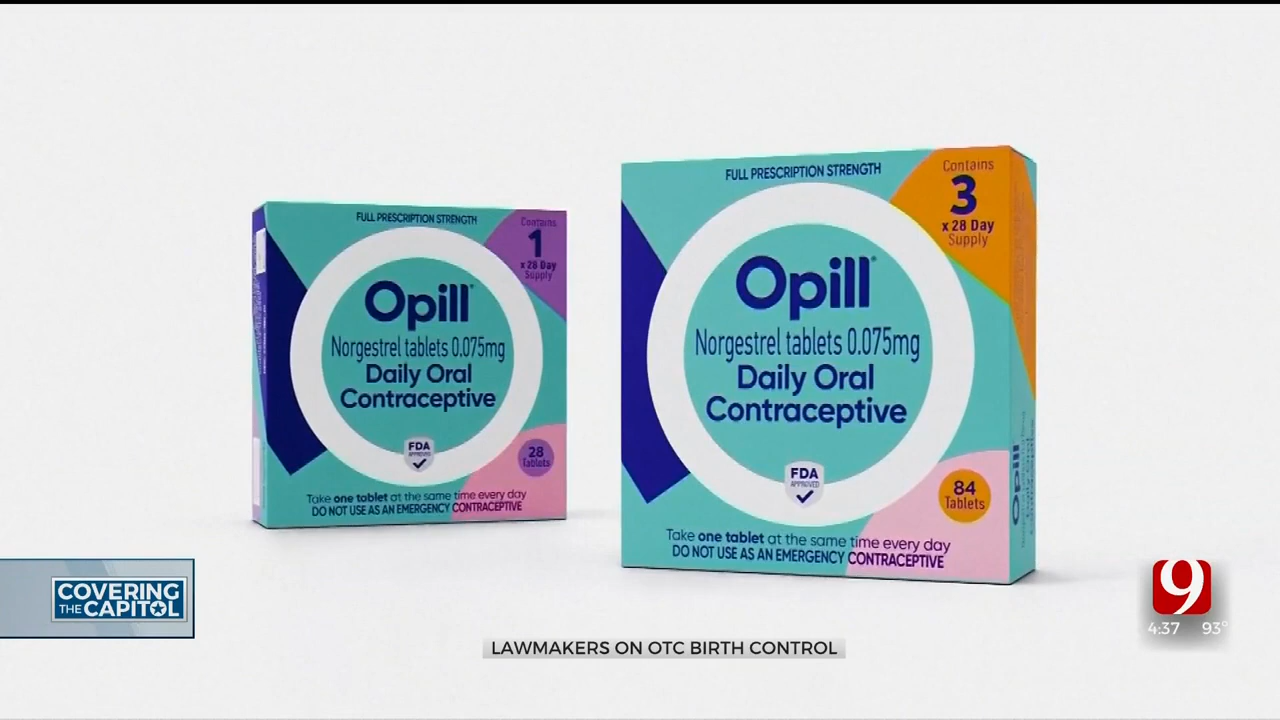 FULL PRESCRIPTION STRENGTH
Contains
1
x 28 Day
Supply
Opill
Norgestrel tablets 0.075mg
Daily Oral
Contraceptive
FDA
APPROVED
28
Tablets
Take one tablet at the same time every day
DO NOT USE AS AN EMERGENCY CONTRACEPTIVE
FULL PRESCRIPTION STRENGTH
Contains
3
x 28 Day
Supply
Opill®
Norgestrel tablets 0.075mg
Daily Oral
Contraceptive
FDA
APPROVED
84
Tablets
Take one tablet at the same time every day
DO NOT USE AS AN EMERGENCY CONTRACEPTIVE
Opill
COVERING
THE CAPITOL
LAWMAKERS ON OTC BIRTH CONTROL
9
4:37 93°